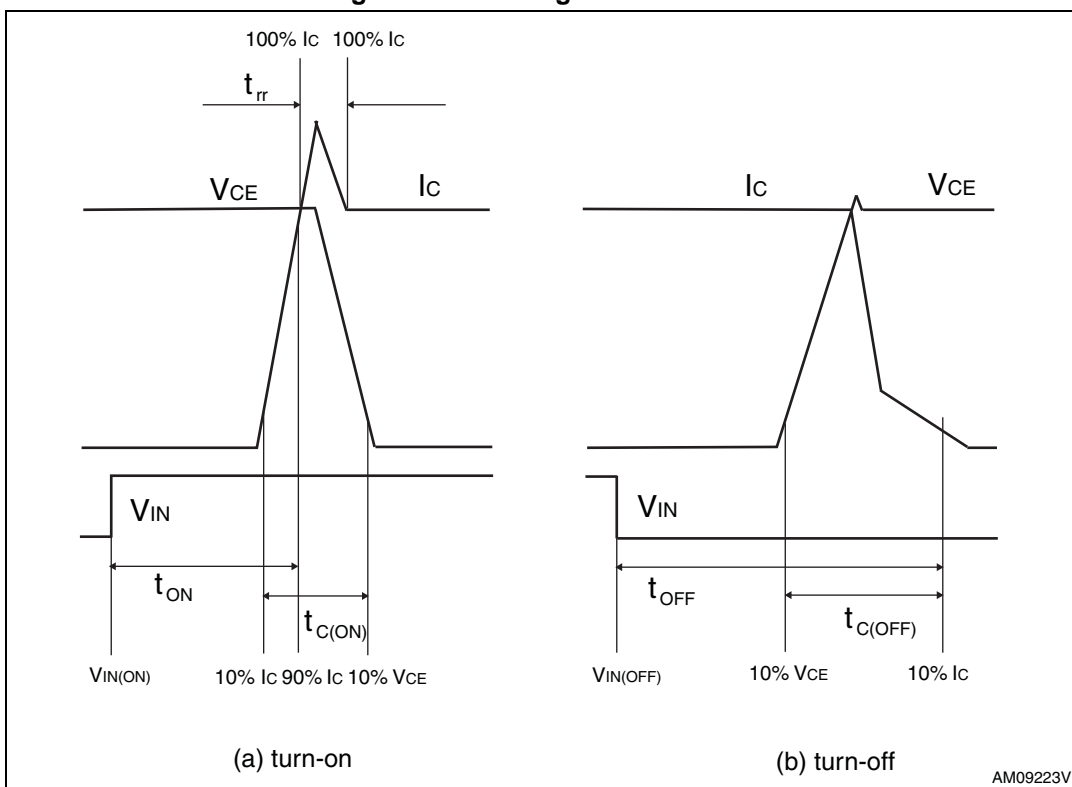 100% IC 100% IC
trr
VCE
IC
VIN
tON
tC(ON)
VIN(ON)
10% IC 90% IC 10% VCE
(a) turn-on
IC
VCE
VIN
tOFF
tC(OFF)
VIN(OFF)
10% VCE
10% IC
(b) turn-off
AM09223V